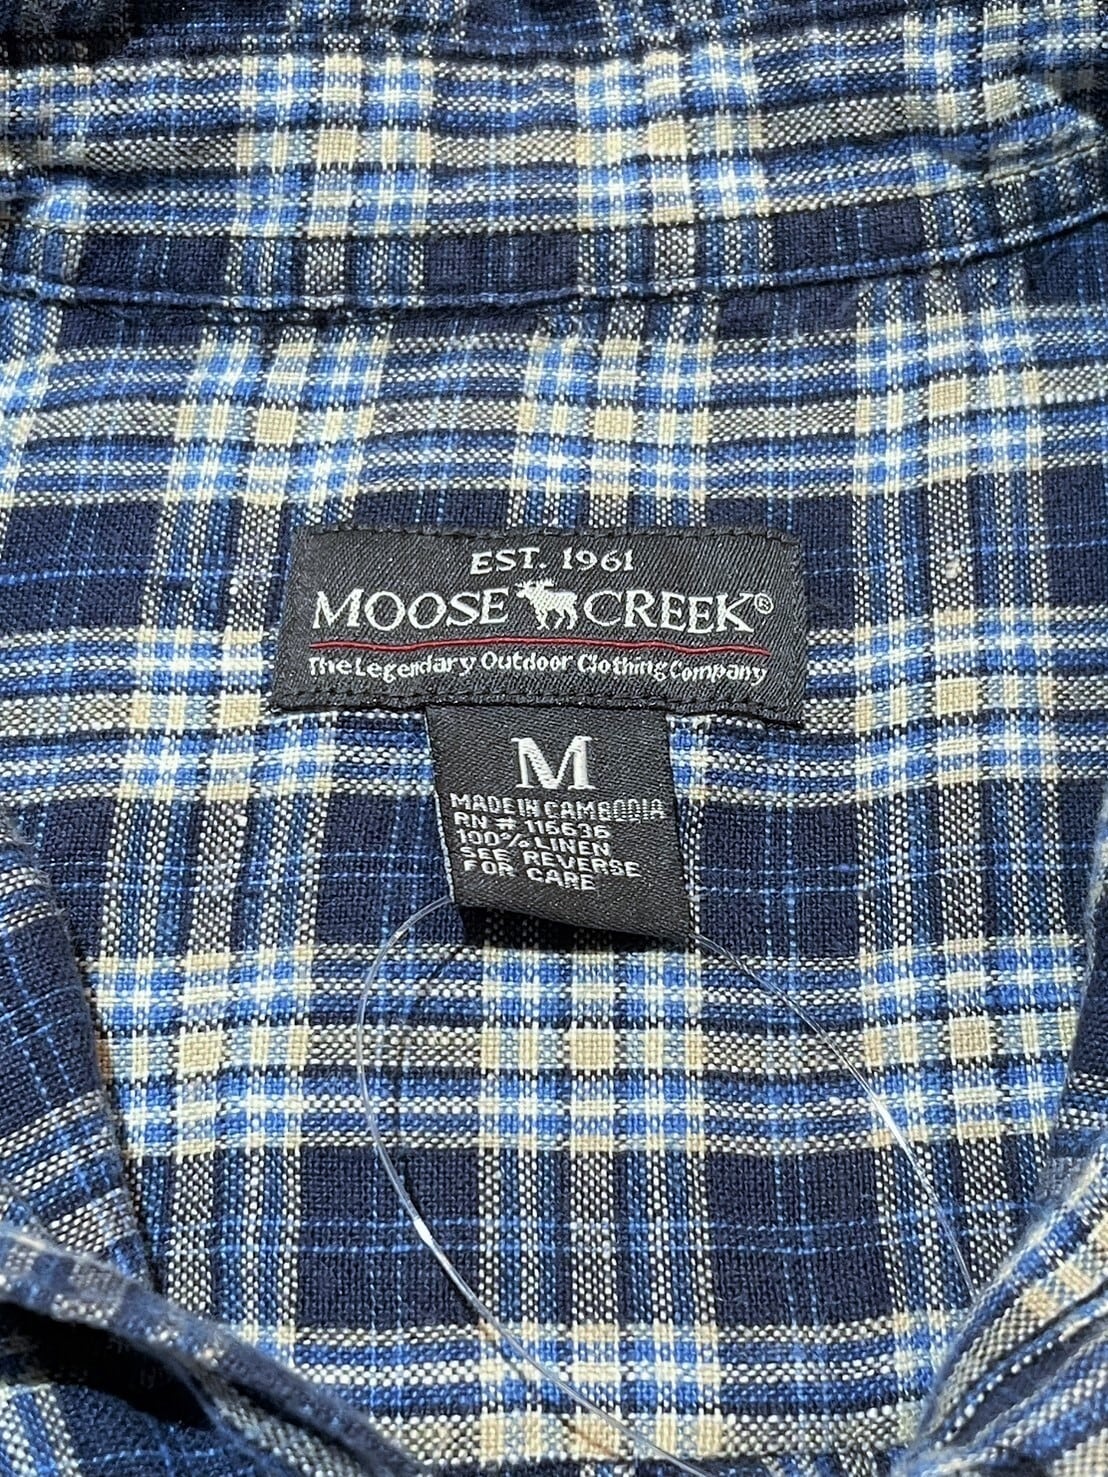 EST. 1961
MOOSE CREEK®
The Legendary Outdoor Clothing Company
M
MADE IN CAMBODIA
RN # 116636
100% LINEN
SEE REVERSE
FOR CARE